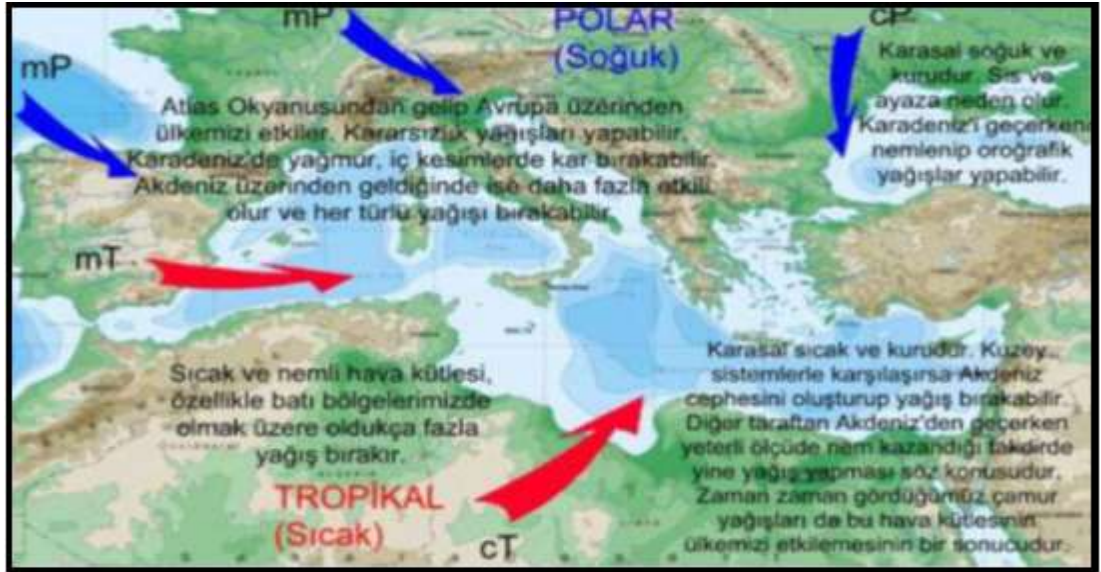 mP
mP
POLAR
(Soğuk)
cP
Karasal soğuk ve
kurudur. Sis ve
ayaza neden olur.
Karadeniz'i geçerken
nemlenip oroğrafik
yağışlar yapabilir.
Atlas Okyanusundan gelip Avrupa üzerinden
ülkemizi etkiler. Kararsızlık yağışları yapabilir.
Karadeniz'de yağmur, iç kesimlerde kar bırakabilir.
Akdeniz üzerinden geldiğinde ise daha fazla etkili
olur ve her türlü yağışı bırakabilir.
mT
Sıcak ve nemli hava kütlesi,
özellikle batı bölgelerimizde
olmak üzere oldukça fazla
yağış bırakır.
TROPİKAL
(Sıcak)
cT
Karasal sıcak ve kurudur. Kuzey
sistemlerle karşılaşırsa Akdeniz
cephesini oluşturup yağış bırakabilir.
Diğer taraftan Akdeniz'den geçerken
yeterli ölçüde nem kazandığı takdirde
yine yağış yapması söz konusudur.
Zaman zaman gördüğümüz çamur
yağışları da bu hava kütlesinin
ülkemizi etkilemesinin bir sonucudur.